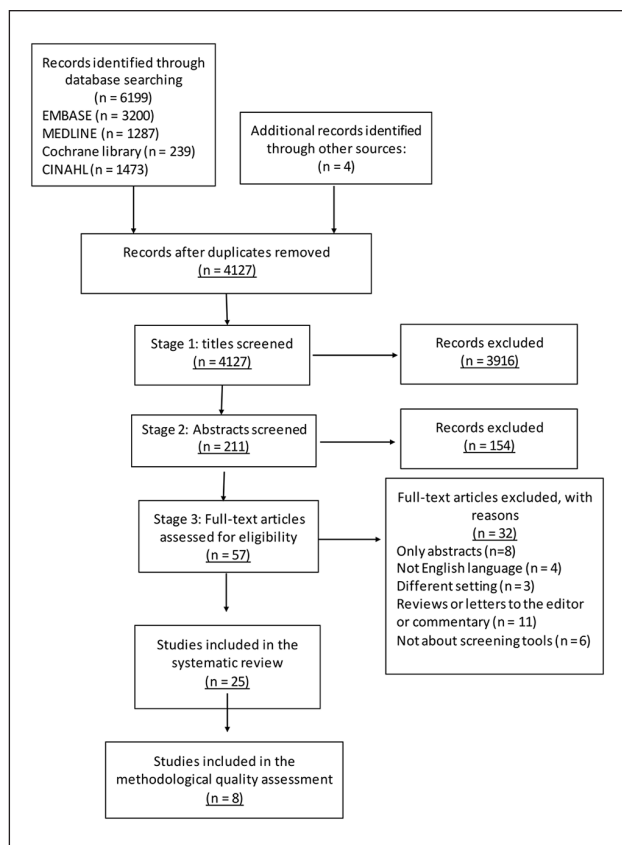 Records identified through
database searching
(n = 6199)
EMBASE (n = 3200)
MEDLINE (n = 1287)
Cochrane library (n = 239)
CINAHL (n = 1473)
Additional records identified
through other sources:
(n = 4)
Records after duplicates removed
(n = 4127)
Stage 1: titles screened
(n = 4127)
Records excluded
(n = 3916)
Stage 2: Abstracts screened
(n = 211)
Records excluded
(n = 154)
Stage 3: Full-text articles
assessed for eligibility
(n = 57)
Full-text articles excluded, with
reasons
(n = 32)
Only abstracts (n=8)
Not English language (n = 4)
Different setting (n = 3)
Reviews or letters to the editor
or commentary (n = 11)
Not about screening tools (n = 6)
Studies included in the
systematic review
(n = 25)
Studies included in the
methodological quality assessment
(n = 8)